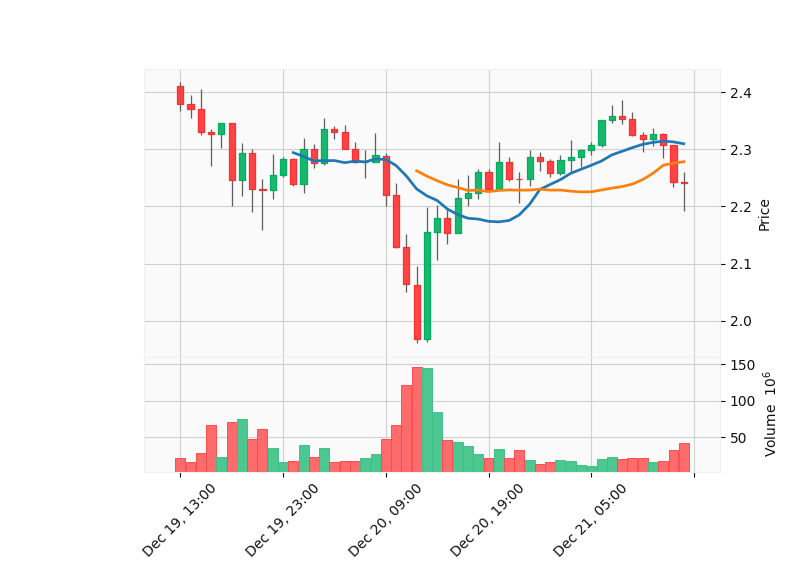 2.4
2.3
2.2
2.1
2.0
Price
150
100
50
Volume 10^6
Dec 19, 13:00
Dec 19, 23:00
Dec 20, 09:00
Dec 20, 19:00
Dec 21, 05:00